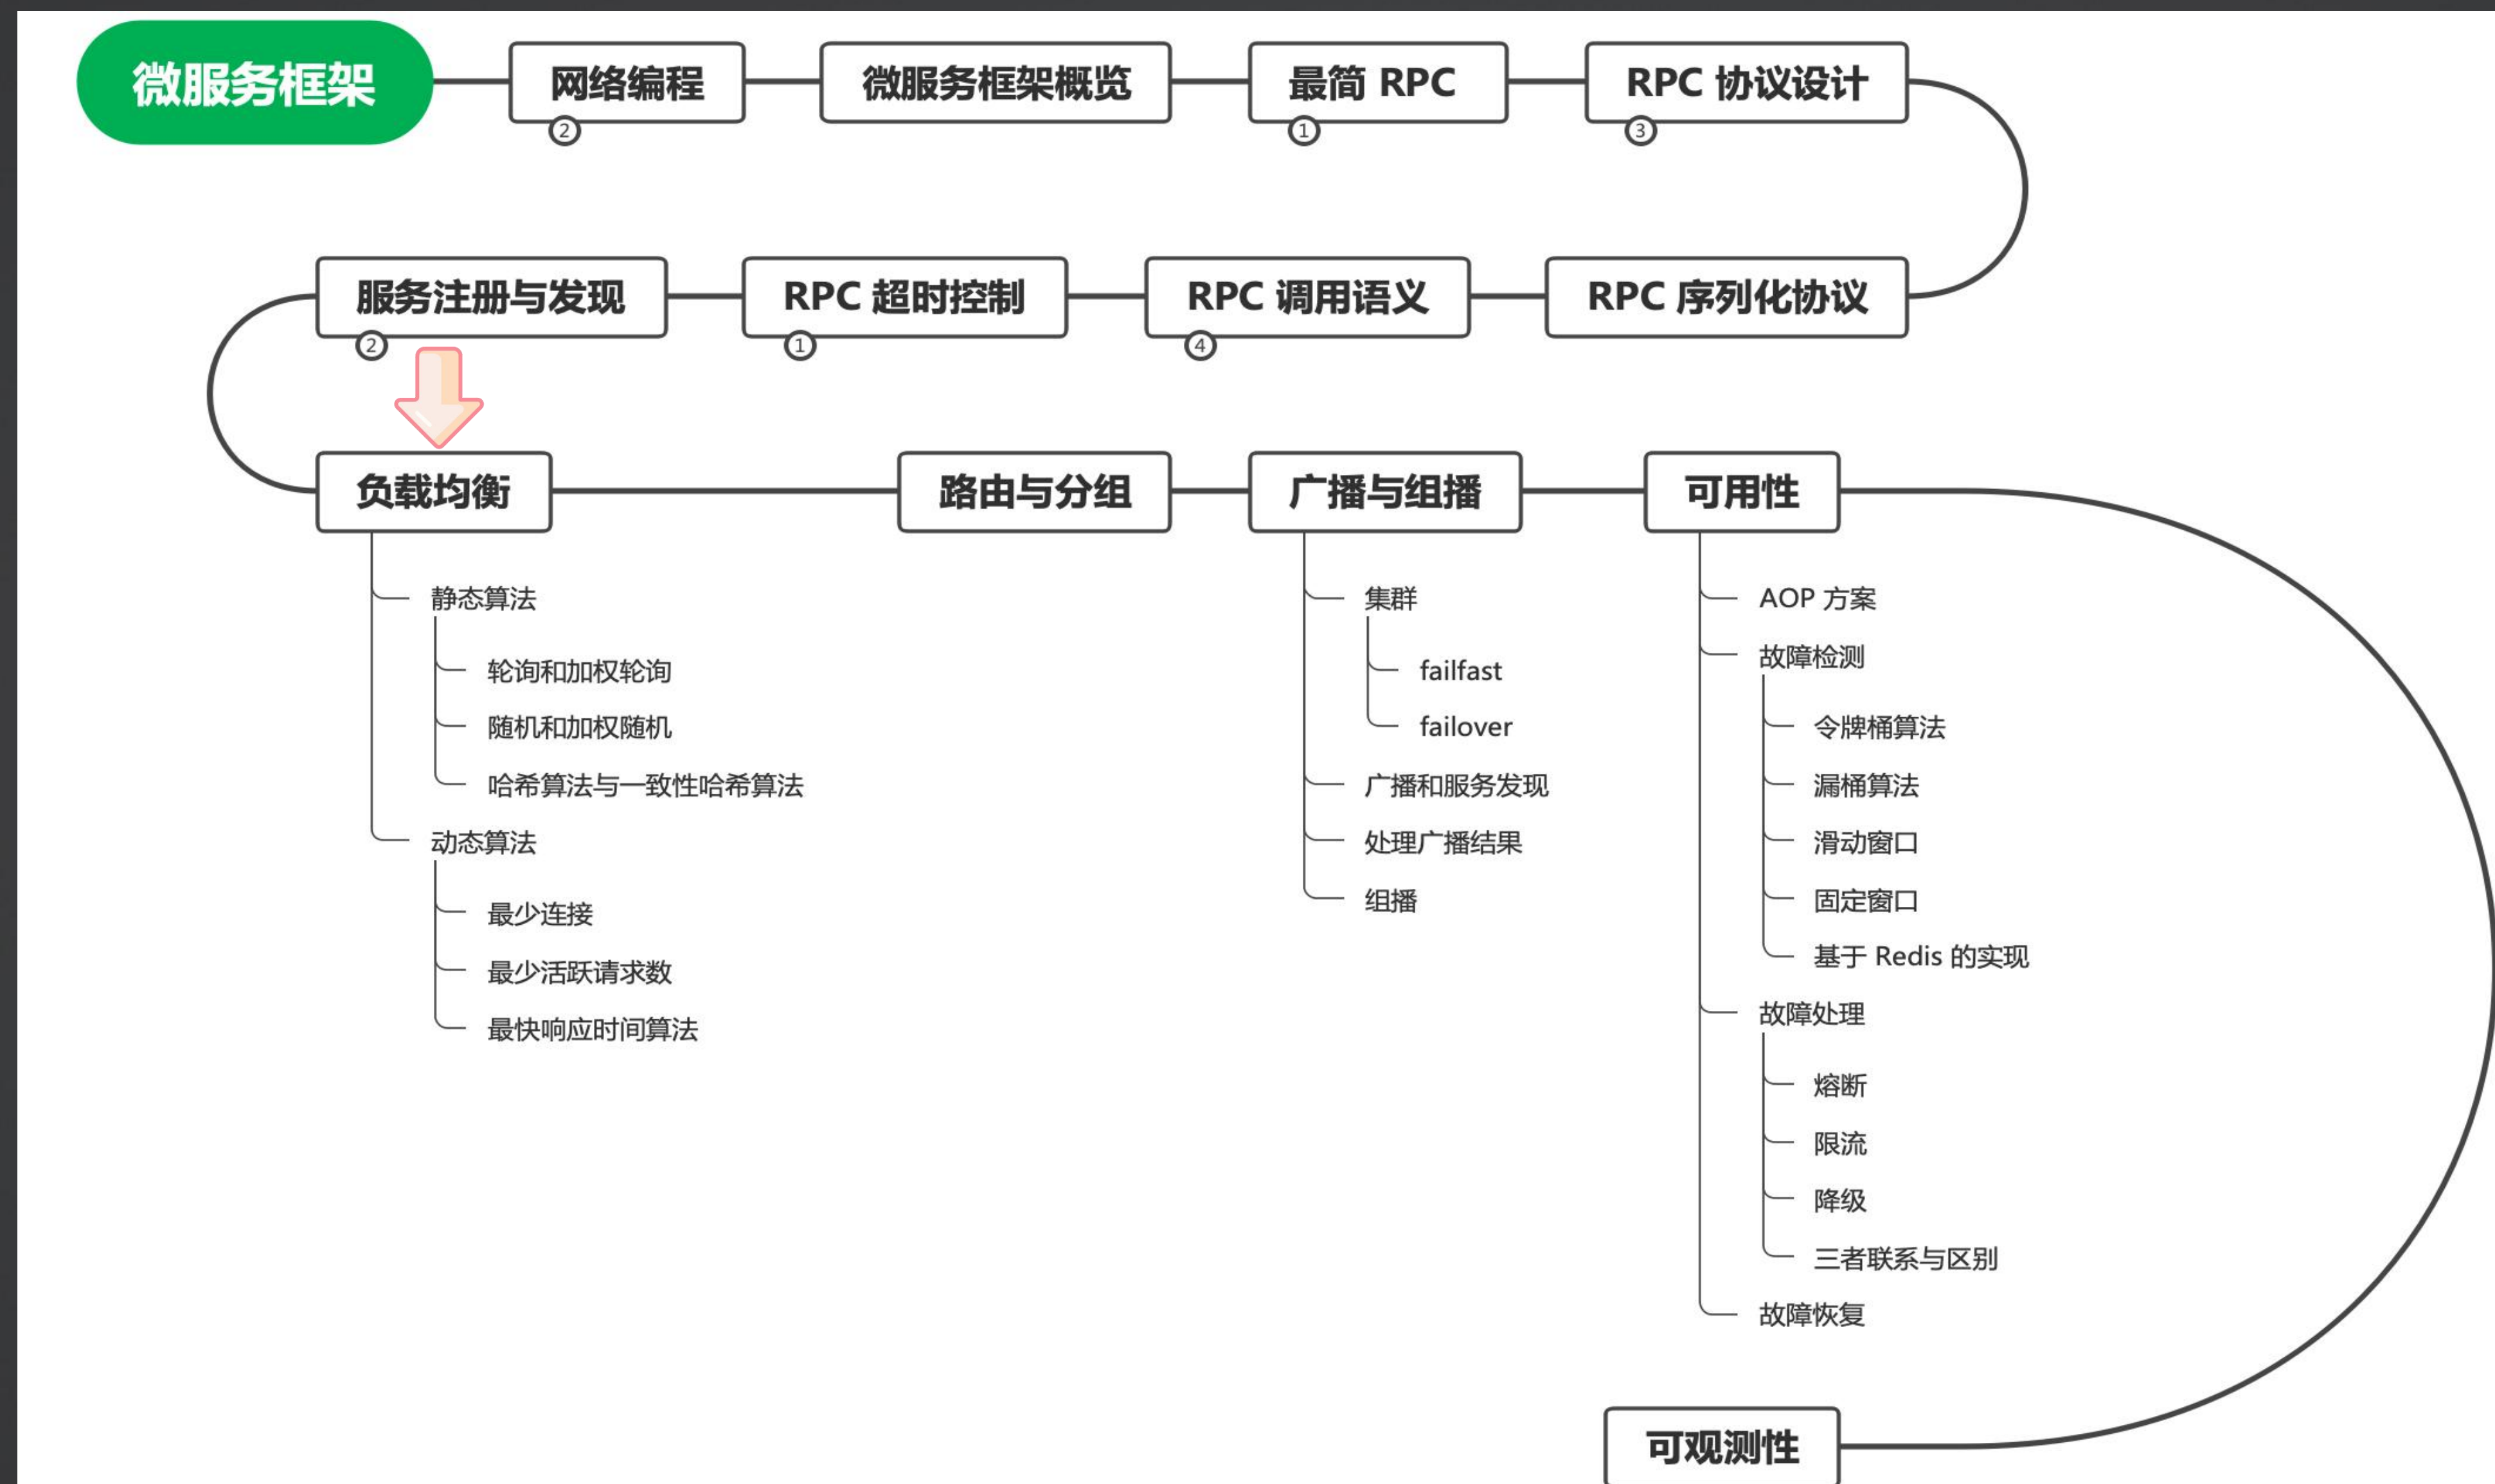 微服务框架
网络编程
2
微服务框架概览
最简 RPC
1
RPC 协议设计
3
RPC 序列化协议
RPC 调用语义
4
RPC 超时控制
1
服务注册与发现
2
负载均衡
静态算法
轮询和加权轮询
随机和加权随机
哈希算法与一致性哈希算法
动态算法
最少连接
最少活跃请求数
最快响应时间算法
路由与分组
广播与组播
集群
failfast
failover
广播和服务发现
处理广播结果
组播
可用性
AOP 方案
故障检测
令牌桶算法
漏桶算法
滑动窗口
固定窗口
基于 Redis 的实现
故障处理
熔断
限流
降级
三者联系与区别
故障恢复
可观测性